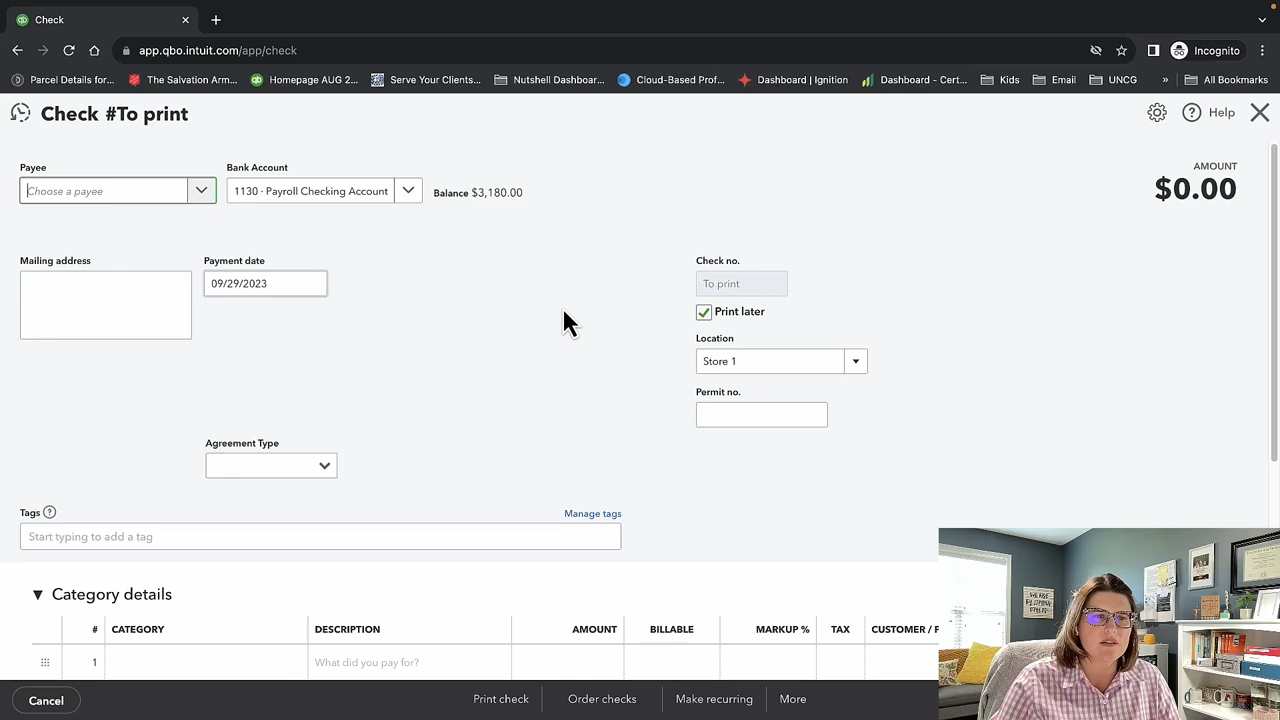 Check
app.qbo.intuit.com/app/check
Incognito
Parcel Details for...
The Salvation Arm...
Homepage AUG 2...
Serve Your Clients...
Nutshell Dashboar...
Cloud-Based Prof...
Dashboard | Ignition
Dashboard - Cert...
Kids
Email
UNCG
»
All Bookmarks
Check #To print
Help
Payee
Bank Account
AMOUNT
Choose a payee
1130 · Payroll Checking Account
Balance $3,180.00
$0.00
Mailing address
Payment date
Check no.
09/29/2023
To print
Print later
Location
Store 1
Permit no.
Agreement Type
Tags
Manage tags
Start typing to add a tag
Category details
# CATEGORY DESCRIPTION AMOUNT BILLABLE MARKUP % TAX CUSTOMER / P
1 What did you pay for?
Cancel
Print check
Order checks
Make recurring
More